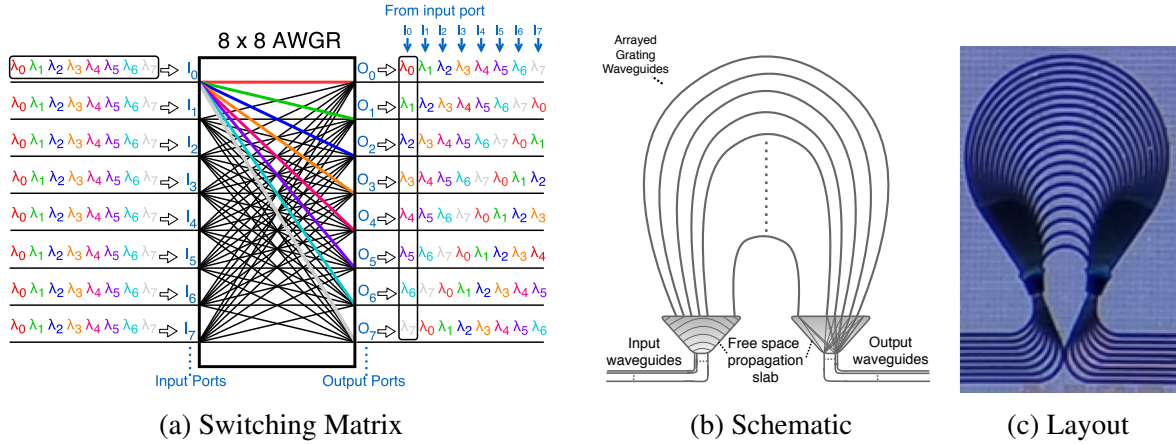 From input port
I₀ I₁ I₂ I₃ I₄ I₅ I₆ I₇
8 x 8 AWGR
λ₀ λ₁ λ₂ λ₃ λ₄ λ₅ λ₆ λ₇ I₀ O₀ λ₀ λ₁ λ₂ λ₃ λ₄ λ₅ λ₆ λ₇
λ₀ λ₁ λ₂ λ₃ λ₄ λ₅ λ₆ λ₇ I₁ O₁ λ₁ λ₂ λ₃ λ₄ λ₅ λ₆ λ₇ λ₀
λ₀ λ₁ λ₂ λ₃ λ₄ λ₅ λ₆ λ₇ I₂ O₂ λ₂ λ₃ λ₄ λ₅ λ₆ λ₇ λ₀ λ₁
λ₀ λ₁ λ₂ λ₃ λ₄ λ₅ λ₆ λ₇ I₃ O₃ λ₃ λ₄ λ₅ λ₆ λ₇ λ₀ λ₁ λ₂
λ₀ λ₁ λ₂ λ₃ λ₄ λ₅ λ₆ λ₇ I₄ O₄ λ₄ λ₅ λ₆ λ₇ λ₀ λ₁ λ₂ λ₃
λ₀ λ₁ λ₂ λ₃ λ₄ λ₅ λ₆ λ₇ I₅ O₅ λ₅ λ₆ λ₇ λ₀ λ₁ λ₂ λ₃ λ₄
λ₀ λ₁ λ₂ λ₃ λ₄ λ₅ λ₆ λ₇ I₆ O₆ λ₆ λ₇ λ₀ λ₁ λ₂ λ₃ λ₄ λ₅
λ₀ λ₁ λ₂ λ₃ λ₄ λ₅ λ₆ λ₇ I₇ O₇ λ₇ λ₀ λ₁ λ₂ λ₃ λ₄ λ₅ λ₆
Input Ports Output Ports
(a) Switching Matrix
Arrayed
Grating
Waveguides
Input
waveguides
Free space
propagation
slab
Output
waveguides
(b) Schematic
(c) Layout